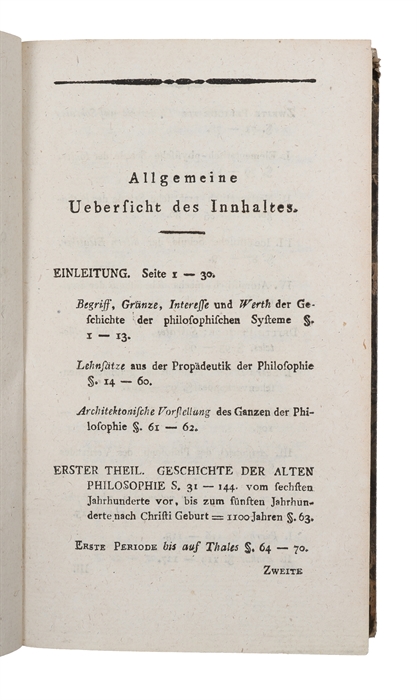 Allgemeine
Ueberſicht des Innhaltes.
EINLEITUNG. Seite 1 — 30.
Begriff, Gränze, Intereſſe und Werth der Ge-
ſchichte der philoſophiſchen Syſteme §.
1 — 13.
Lehnſätze aus der Propädeutik der Philoſophie
§. 14 — 60.
Architektoniſche Vorſtellung des Ganzen der Phi-
loſophie §. 61 — 62.
ERSTER THEIL. GESCHICHTE DER ALTEN
PHILOSOPHIE S. 31 — 144. vom ſechſten
Jahrhunderte vor, bis zum fünften Jahrhun-
derte nach Chriſti Geburt = 1100 Jahren §. 63.
ERSTE PERIODE bis auf Thales §. 64 — 70.
ZWEITE